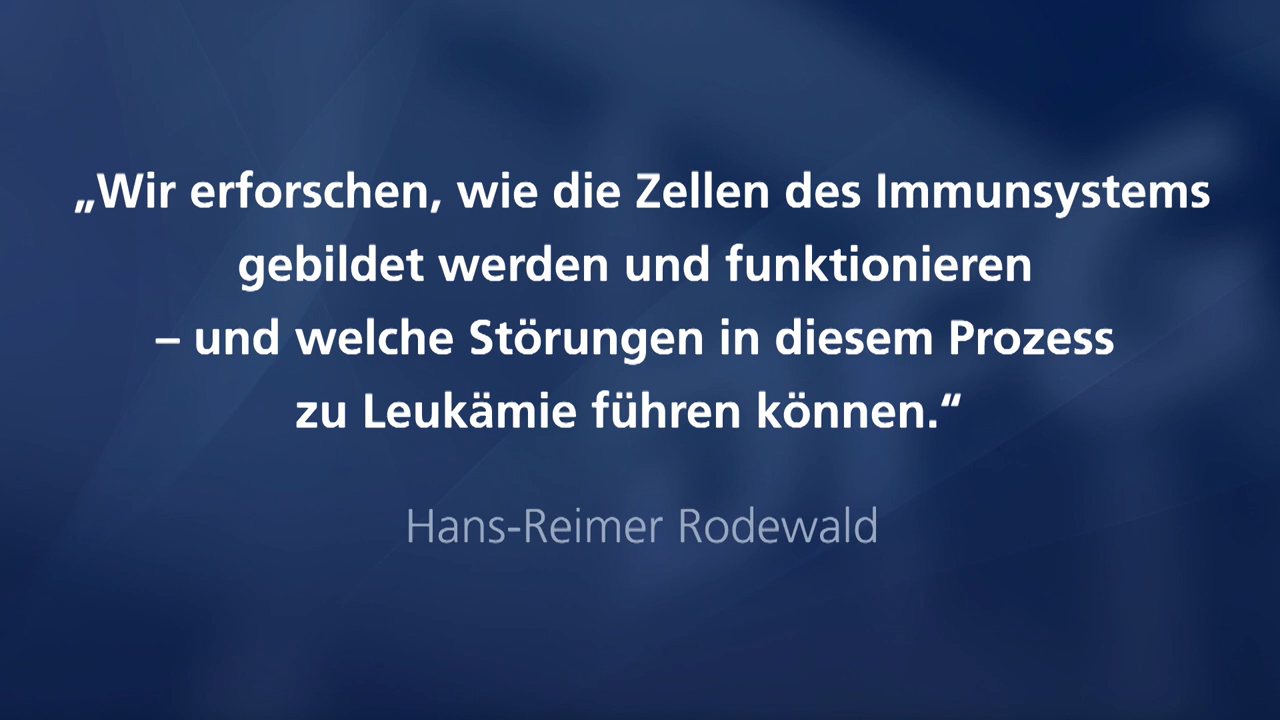 „Wir erforschen, wie die Zellen des Immunsystems
gebildet werden und funktionieren
– und welche Störungen in diesem Prozess
zu Leukämie führen können.“
Hans-Reimer Rodewald